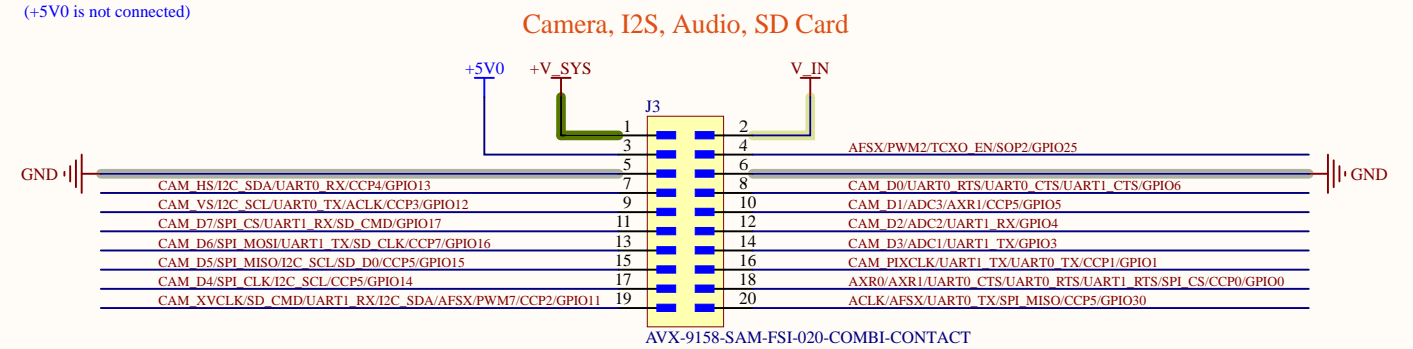 (+5V0 is not connected)
Camera, I2S, Audio, SD Card
+5V0 +V_SYS V_IN
J3
1 2
3 4 AFSX/PWM2/TCXO_EN/SOP2/GPIO25
GND 5 6 GND
CAM_HS/I2C_SDA/UART0_RX/CCP4/GPIO13 7 8 CAM_D0/UART0_RTS/UART0_CTS/UART1_CTS/GPIO6
CAM_VS/I2C_SCL/UART0_TX/ACLK/CCP3/GPIO12 9 10 CAM_D1/ADC3/AXR1/CCP5/GPIO5
CAM_D7/SPI_CS/UART1_RX/SD_CMD/GPIO17 11 12 CAM_D2/ADC2/UART1_RX/GPIO4
CAM_D6/SPI_MOSI/UART1_TX/SD_CLK/CCP7/GPIO16 13 14 CAM_D3/ADC1/UART1_TX/GPIO3
CAM_D5/SPI_MISO/I2C_SCL/SD_D0/CCP5/GPIO15 15 16 CAM_PIXCLK/UART1_TX/UART0_TX/CCP1/GPIO1
CAM_D4/SPI_CLK/I2C_SCL/CCP5/GPIO14 17 18 AXR0/AXR1/UART0_CTS/UART0_RTS/UART1_RTS/SPI_CS/CCP0/GPIO0
CAM_XVCLK/SD_CMD/UART1_RX/I2C_SDA/AFSX/PWM7/CCP2/GPIO11 19 20 ACLK/AFSX/UART0_TX/SPI_MISO/CCP5/GPIO30
AVX-9158-SAM-FSI-020-COMBI-CONTACT